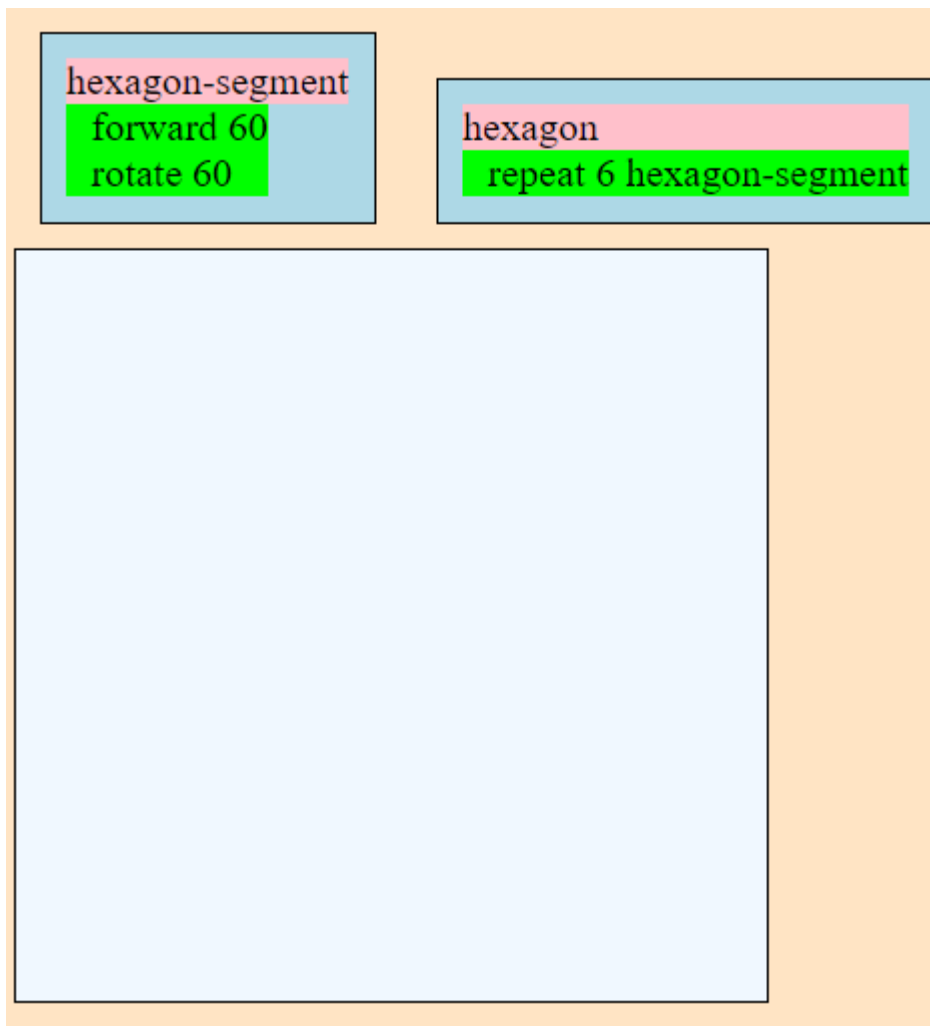 hexagon-segment
forward 60
rotate 60
hexagon
repeat 6 hexagon-segment